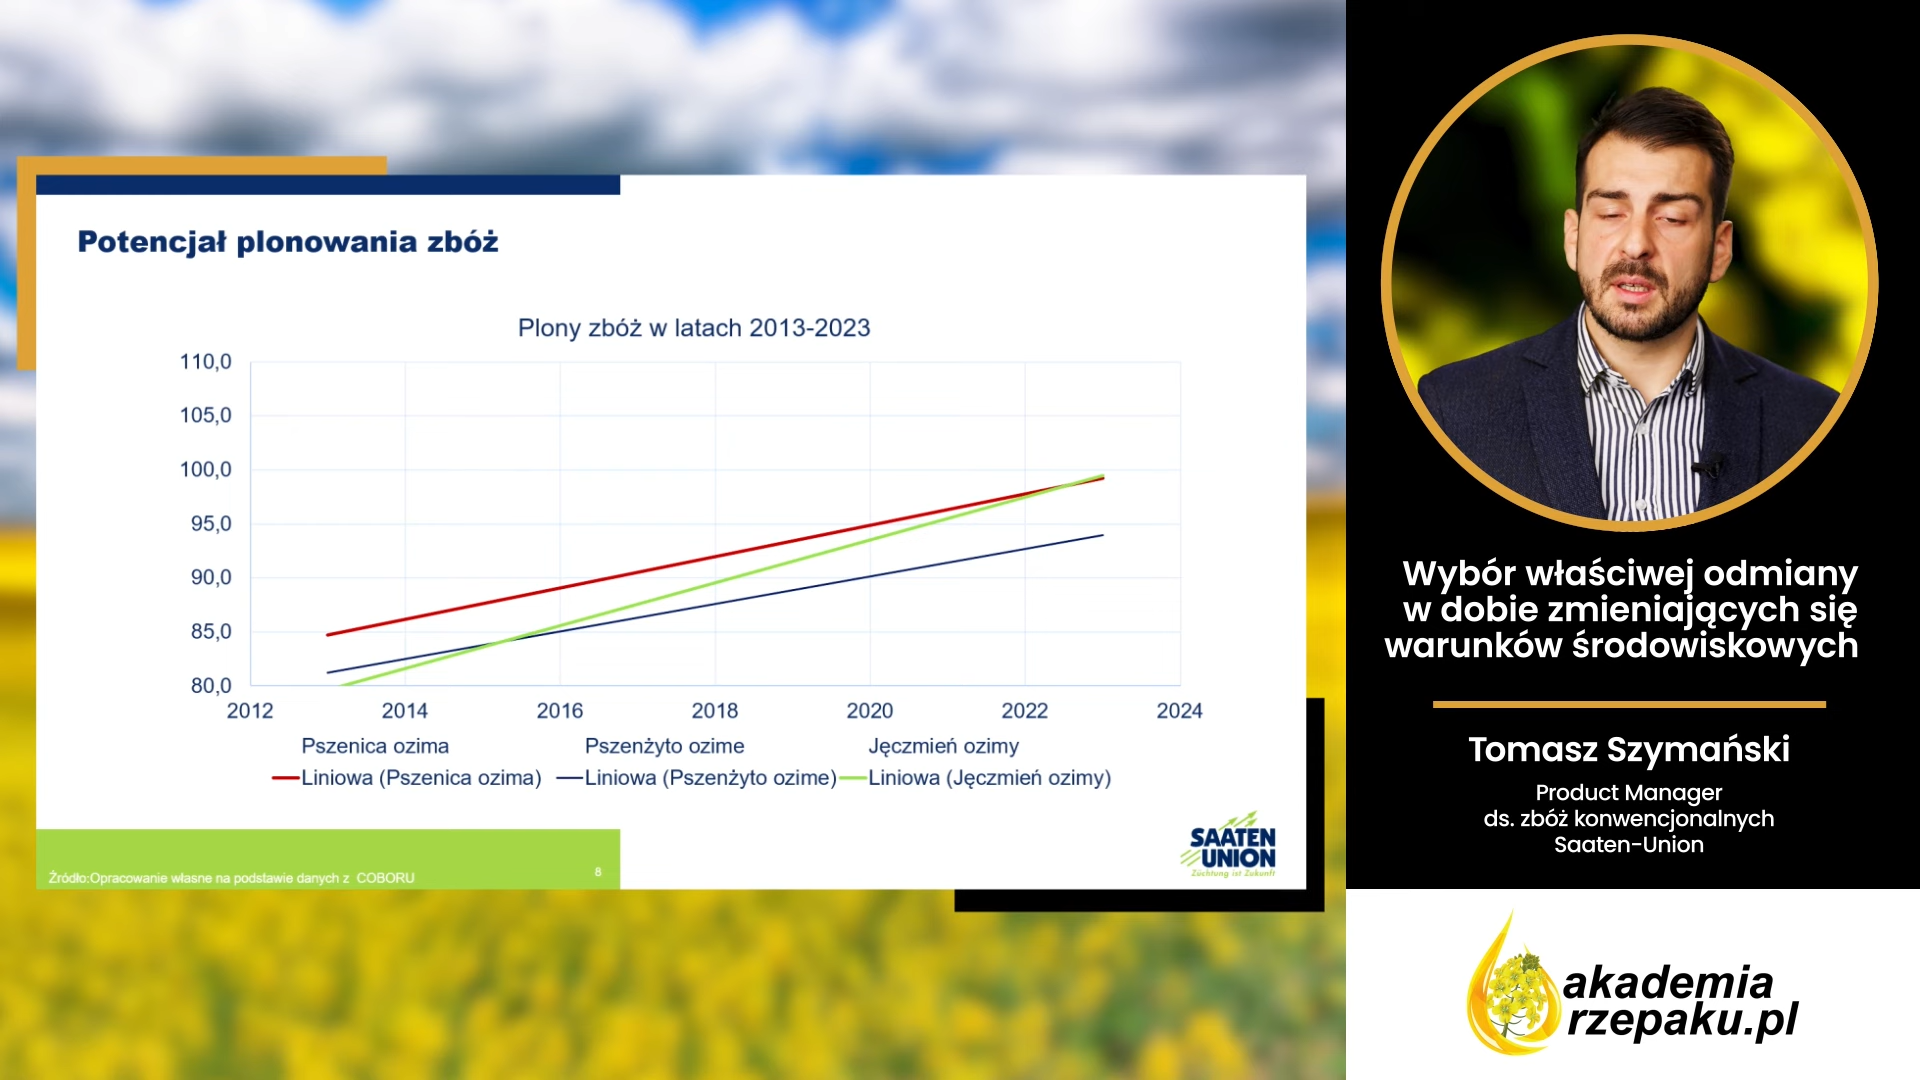 Potencjał plonowania zbóż
Plony zbóż w latach 2013-2023
110,0
105,0
100,0
95,0
90,0
85,0
80,0
2012 2014 2016 2018 2020 2022 2024
Pszenica ozima Pszenżyto ozime Jęczmień ozimy
Liniowa (Pszenica ozima) Liniowa (Pszenżyto ozime) Liniowa (Jęczmień ozimy)
Źródło:Opracowanie własne na podstawie danych z COBORU
8
SAATEN
UNION
Züchtung ist Zukunft
Wybór właściwej odmiany
w dobie zmieniających się
warunków środowiskowych
Tomasz Szymański
Product Manager
ds. zbóż konwencjonalnych
Saaten-Union
akademia
rzepaku.pl